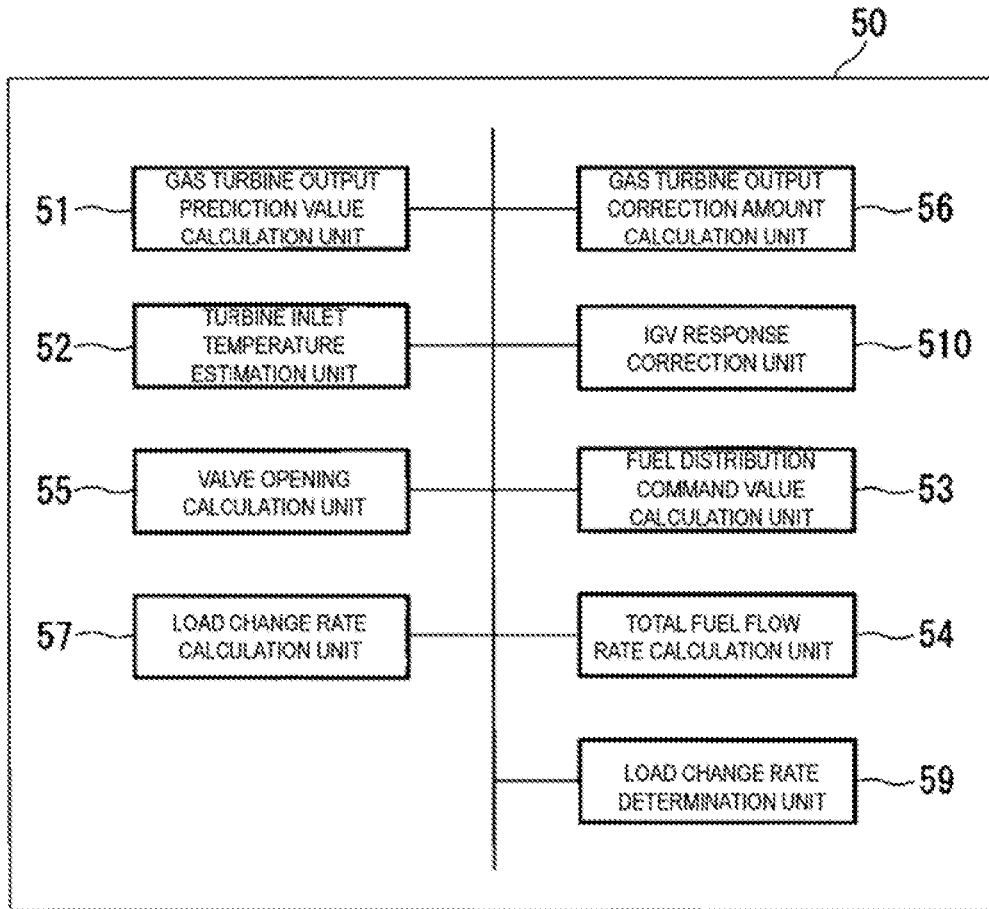 50
51
GAS TURBINE OUTPUT
PREDICTION VALUE
CALCULATION UNIT
GAS TURBINE OUTPUT
CORRECTION AMOUNT
CALCULATION UNIT
56
52
TURBINE INLET
TEMPERATURE
ESTIMATION UNIT
IGV RESPONSE
CORRECTION UNIT
510
55
VALVE OPENING
CALCULATION UNIT
FUEL DISTRIBUTION
COMMAND VALUE
CALCULATION UNIT
53
57
LOAD CHANGE RATE
CALCULATION UNIT
TOTAL FUEL FLOW
RATE CALCULATION UNIT
54
LOAD CHANGE RATE
DETERMINATION UNIT
59